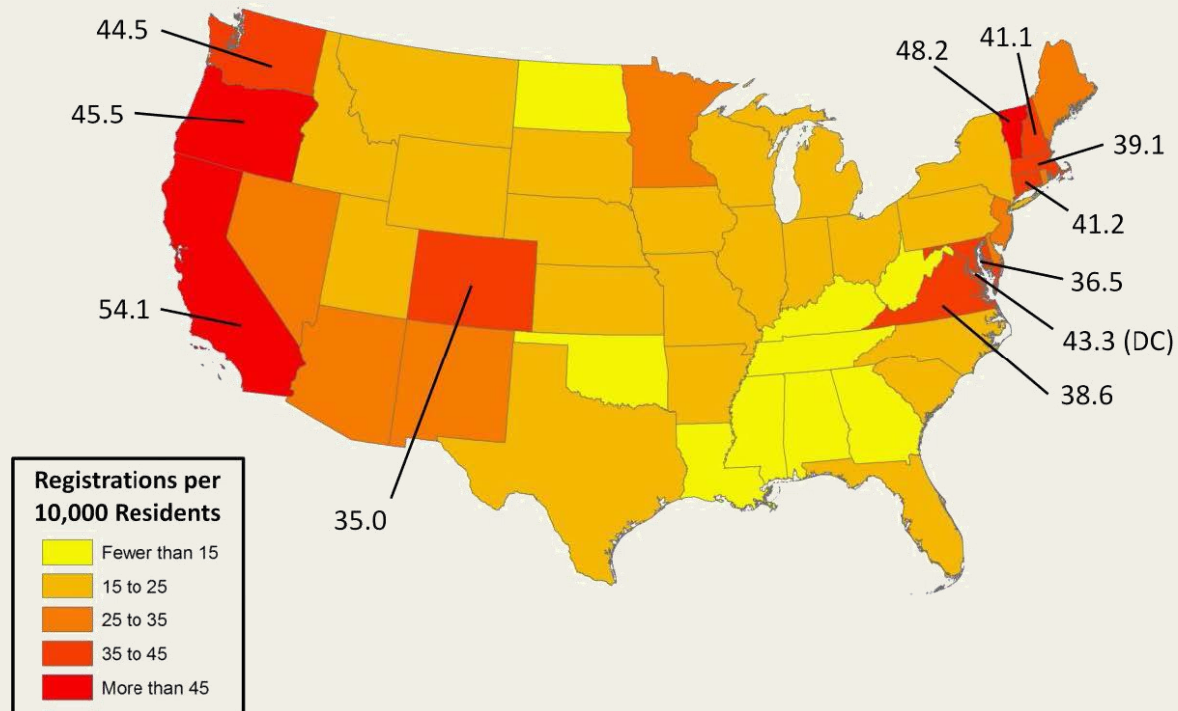 44.5
45.5
54.1
35.0
48.2
41.1
39.1
41.2
36.5
43.3 (DC)
38.6
Registrations per
10,000 Residents
Fewer than 15
15 to 25
25 to 35
35 to 45
More than 45